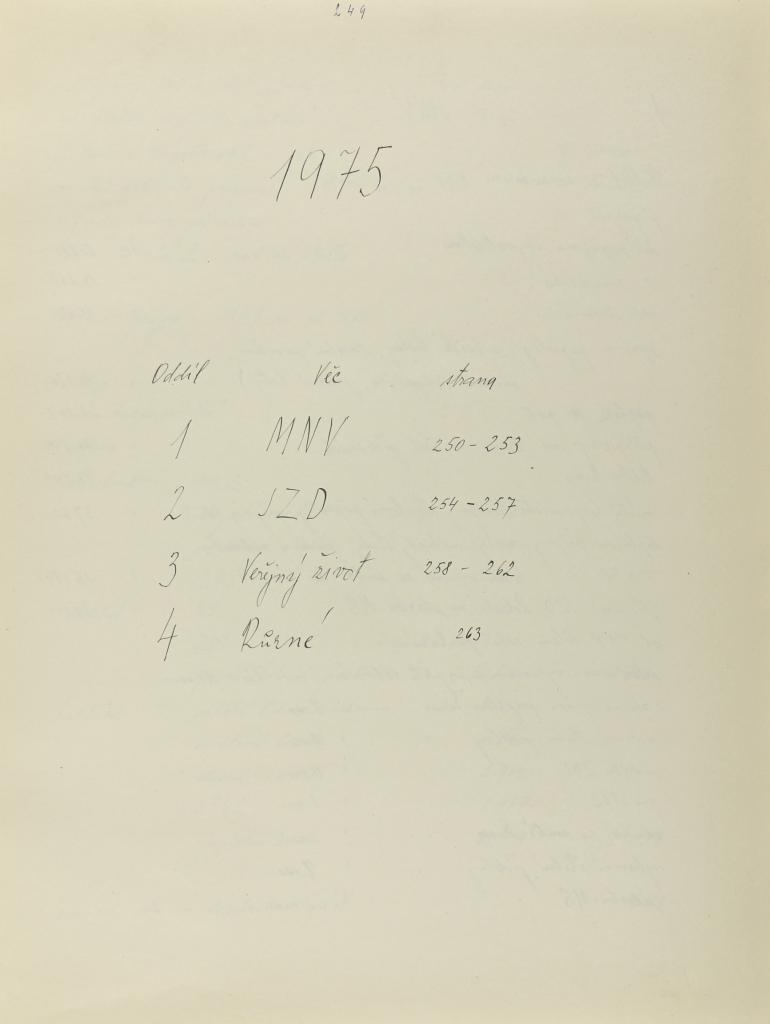 249
1975
Oddíl Věc strana
1 MNV 250-253
2 JZD 254-257
3 Veřejný život 258-262
4 Různé 263